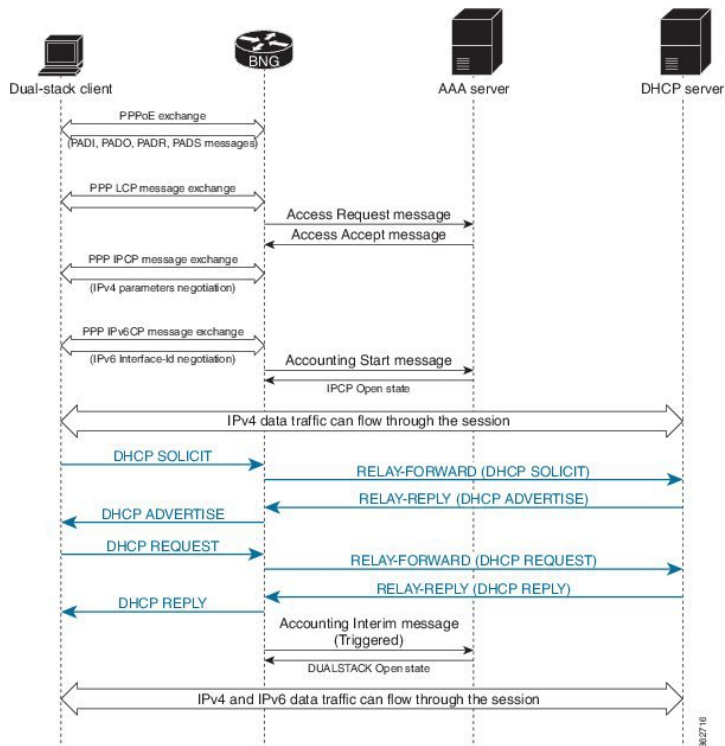 BNG
Dual-stack client
AAA server
DHCP server
PPPoE exchange
(PADI, PADO, PADR, PADS messages)
PPP LCP message exchange
Access Request message
Access Accept message
PPP IPCP message exchange
(IPv4 parameters negotiation)
PPP IPv6CP message exchange
(IPv6 Interface-Id negotiation)
Accounting Start message
IPCP Open state
IPv4 data traffic can flow through the session
DHCP SOLICIT
RELAY-FORWARD (DHCP SOLICIT)
RELAY-REPLY (DHCP ADVERTISE)
DHCP ADVERTISE
DHCP REQUEST
RELAY-FORWARD (DHCP REQUEST)
RELAY-REPLY (DHCP REPLY)
DHCP REPLY
Accounting Interim message
(Triggered)
DUALSTACK Open state
IPv4 and IPv6 data traffic can flow through the session